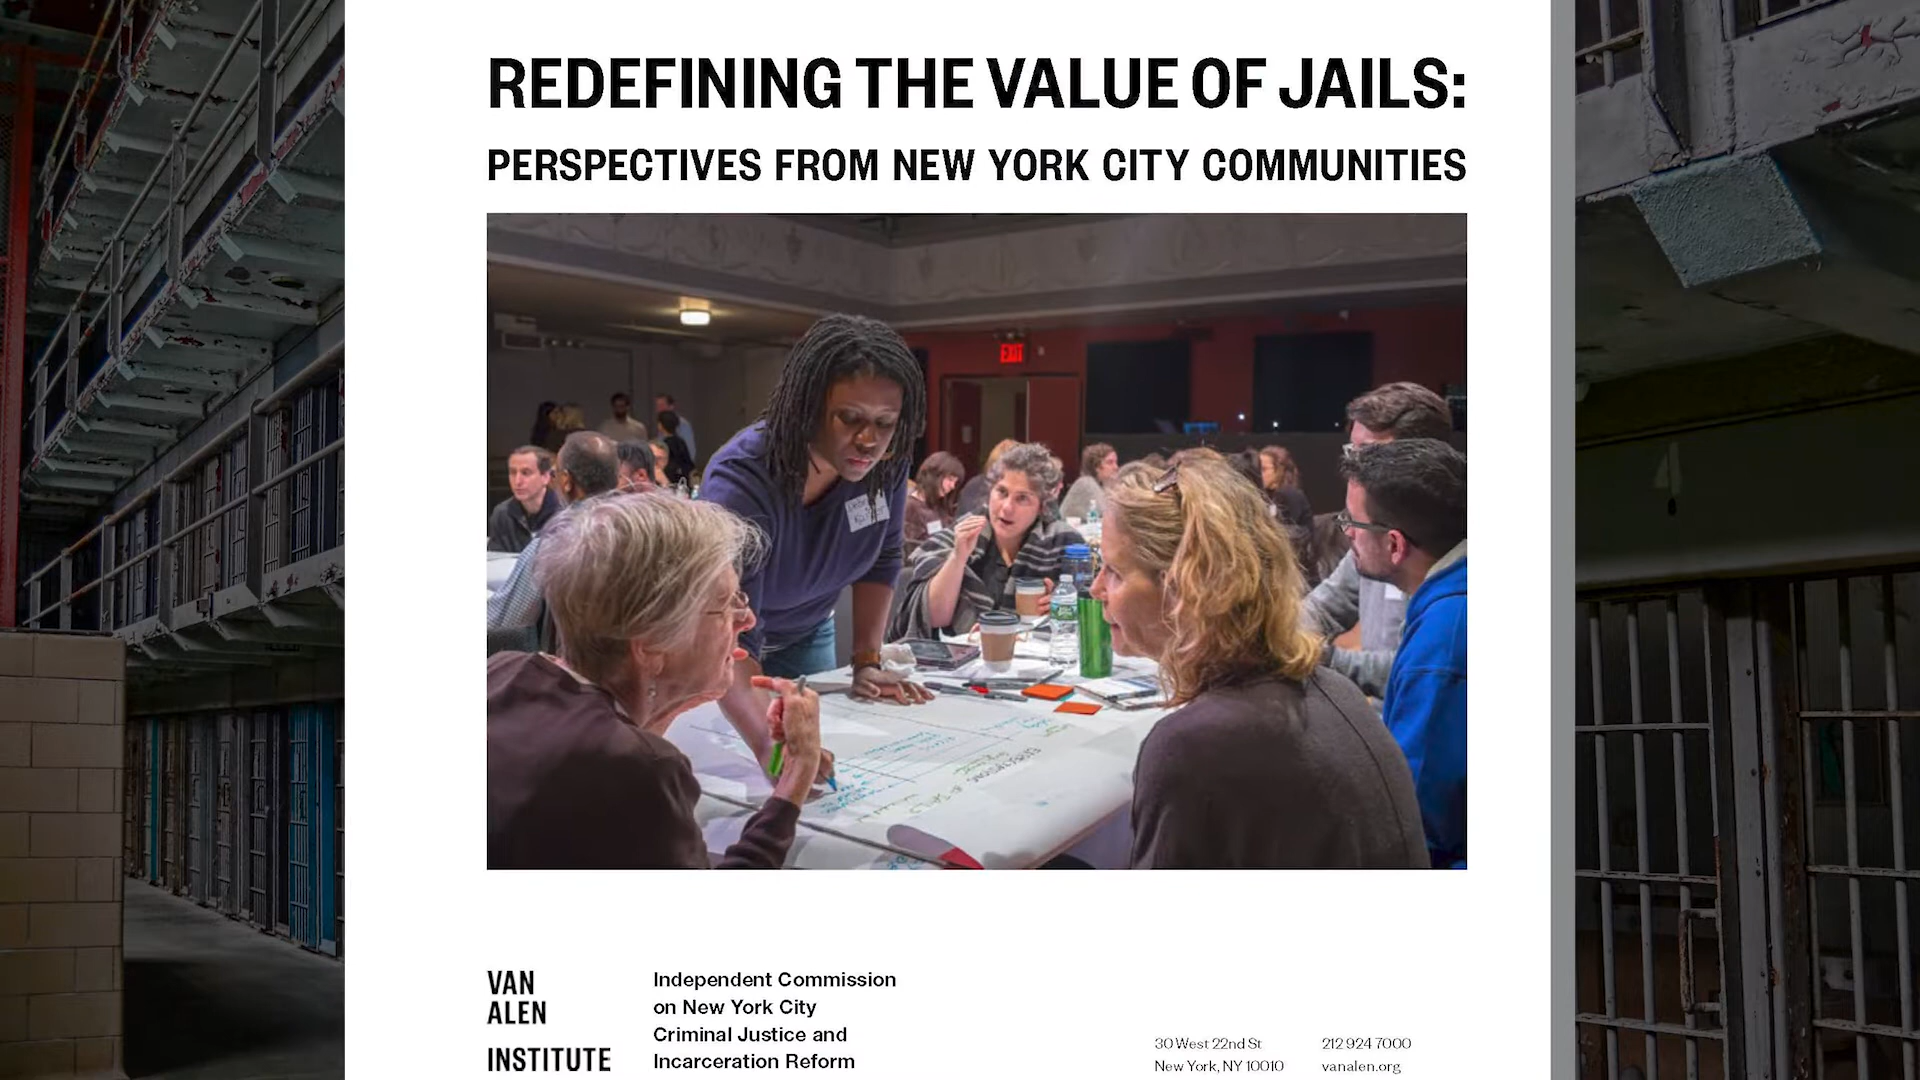 REDEFINING THE VALUE OF JAILS:
PERSPECTIVES FROM NEW YORK CITY COMMUNITIES
EXIT
VAN
ALEN
INSTITUTE
Independent Commission
on New York City
Criminal Justice and
Incarceration Reform
30 West 22nd St
New York, NY 10010
212 924 7000
vanalen.org